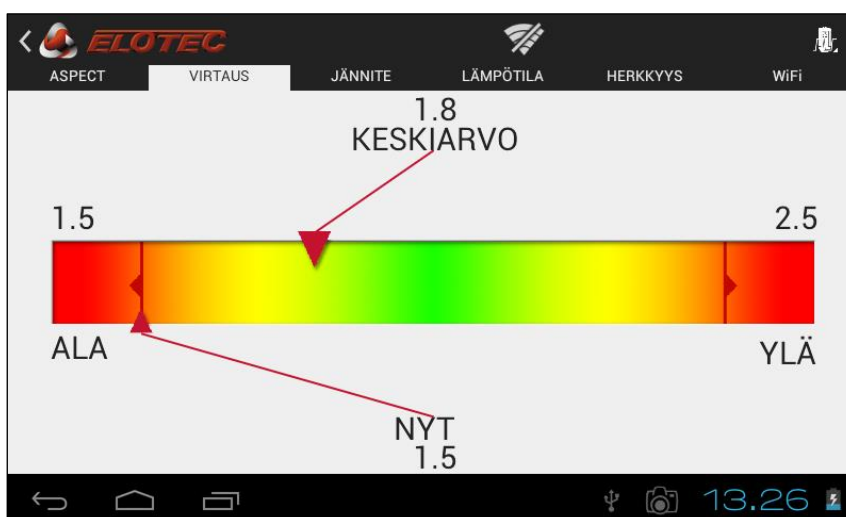 ELOTEC
ASPECT VIRTAUS JÄNNITE LÄMPÖTILA HERKKYYS WiFi
1.8
KESKIARVO
1.5 2.5
ALA YLÄ
NYT
1.5
13.26